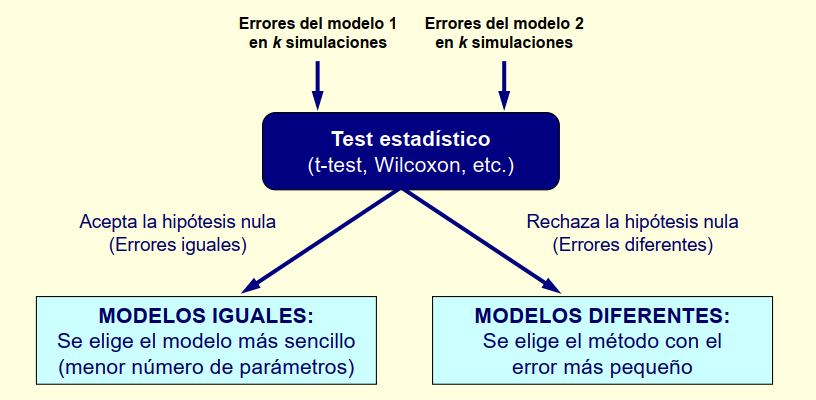 Errores del modelo 1
en k simulaciones
Errores del modelo 2
en k simulaciones
Test estadístico
(t-test, Wilcoxon, etc.)
Acepta la hipótesis nula
(Errores iguales)
Rechaza la hipótesis nula
(Errores diferentes)
MODELOS IGUALES:
Se elige el modelo más sencillo
(menor número de parámetros)
MODELOS DIFERENTES:
Se elige el método con el
error más pequeño